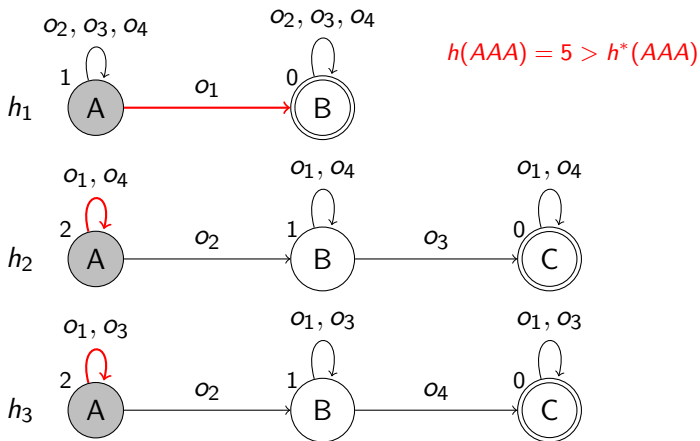 o₂, o₃, o₄ o₂, o₃, o₄
h(AAA) = 5 > h*(AAA)
1 0
h₁ A o₁ B
o₁, o₄ o₁, o₄ o₁, o₄
2 1 0
h₂ A o₂ B o₃ C
o₁, o₃ o₁, o₃ o₁, o₃
2 1 0
h₃ A o₂ B o₄ C